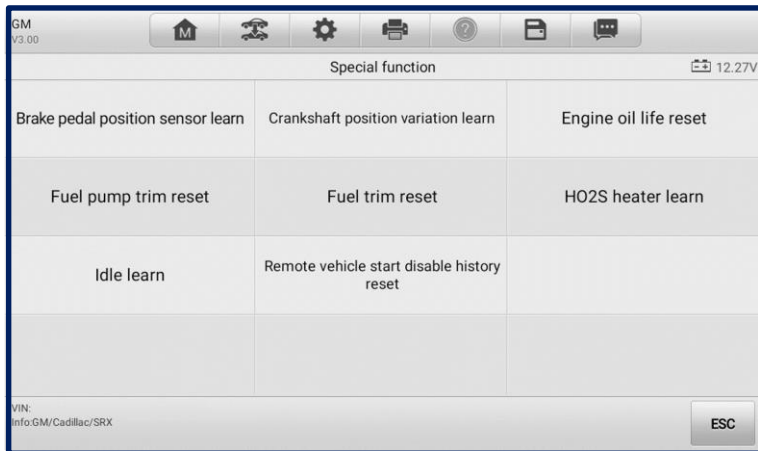 GM
V3.00
M
?
Special function
12.27V
Brake pedal position sensor learn
Crankshaft position variation learn
Engine oil life reset
Fuel pump trim reset
Fuel trim reset
HO2S heater learn
Idle learn
Remote vehicle start disable history
reset
VIN:
Info:GM/Cadillac/SRX
ESC